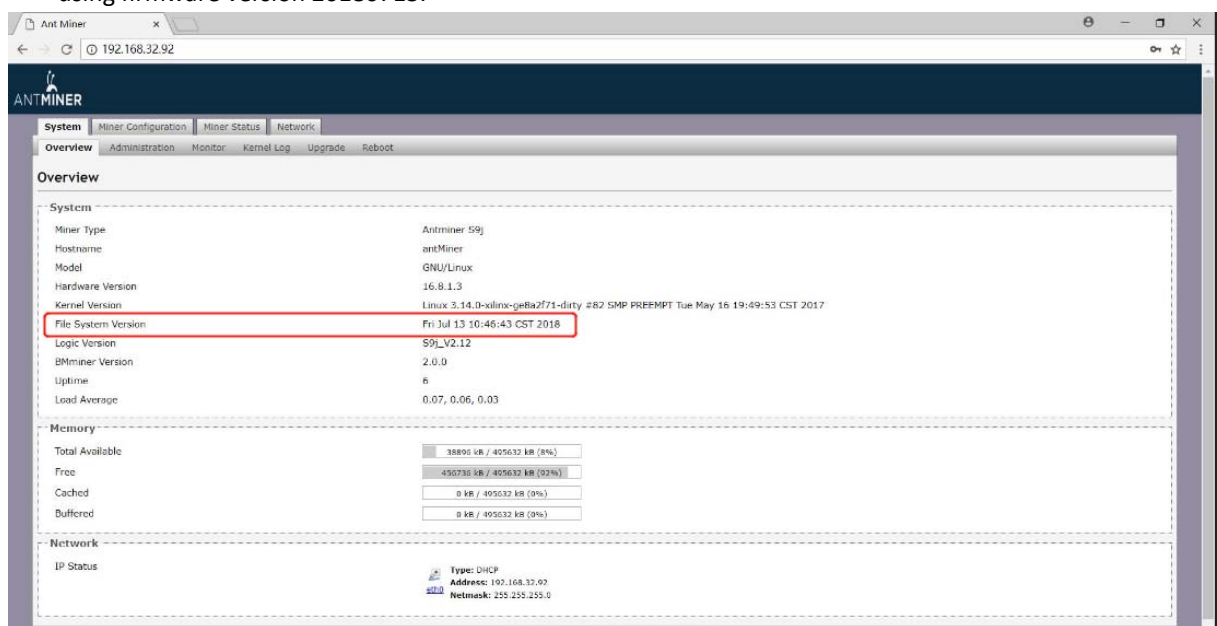 Ant Miner
192.168.32.92
ANTMINER
System Miner Configuration Miner Status Network
Overview Administration Monitor Kernel Log Upgrade Reboot
Overview
System
Miner Type Antminer S9j
Hostname antMiner
Model GNU/Linux
Hardware Version 16.8.1.3
Kernel Version Linux 3.14.0-xilinx-ge8a2f71-dirty #82 SMP PREEMPT Tue May 16 19:49:53 CST 2017
File System Version Fri Jul 13 10:46:43 CST 2018
Logic Version S9j_V2.12
BMminer Version 2.0.0
Uptime 6
Load Average 0.07, 0.06, 0.03
Memory
Total Available 38896 kB / 495632 kB (8%)
Free 456736 kB / 495632 kB (92%)
Cached 0 kB / 495632 kB (0%)
Buffered 0 kB / 495632 kB (0%)
Network
IP Status
Type: DHCP
Address: 192.168.32.92
eth0 Netmask: 255.255.255.0